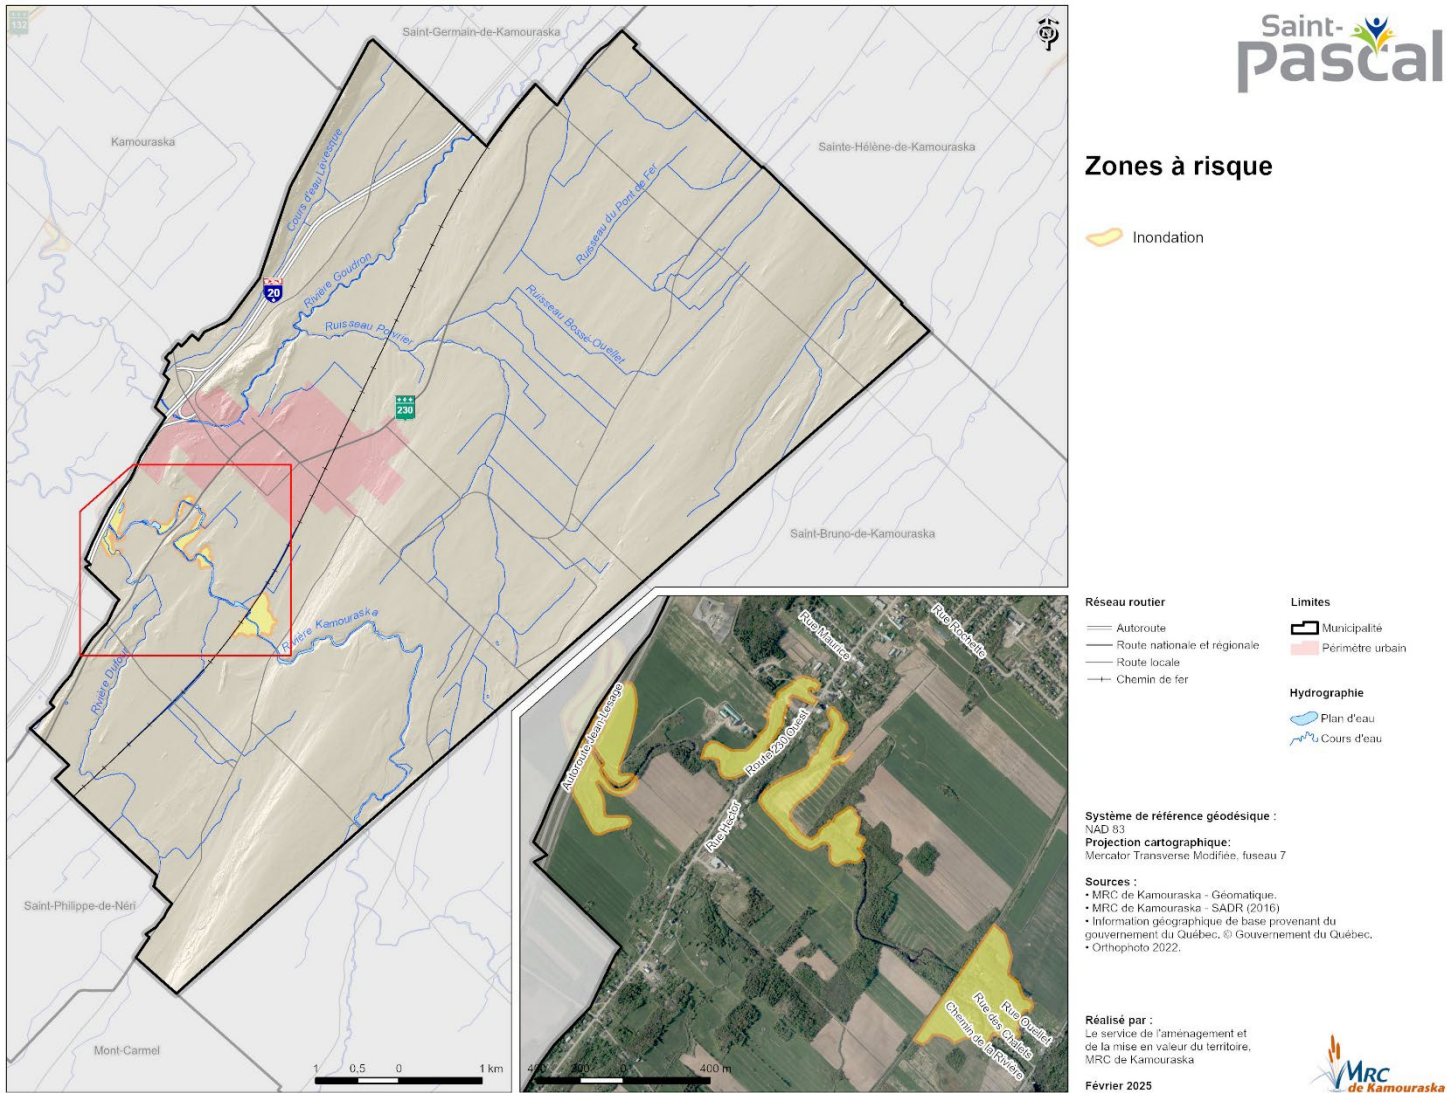 132
Saint-Germain-de-Kamouraska
N
Kamouraska
Sainte-Hélène-de-Kamouraska
Cours d'eau Levesque
Ruisseau du Pont de Fer
20
Rivière Goudron
Ruisseau Poivrier
Ruisseau Bossé-Ouellet
230
Saint-Bruno-de-Kamouraska
Rivière Kamouraska
Rivière Dufour
Saint-Philippe-de-Néri
Mont-Carmel
1 0,5 0 1 km
Rue Maurice
Rue Rochette
Autoroute Jean-Lesage
Route 230 Ouest
Rue Hector
Rue Ouellet
Rue des Chalets
Chemin de la Rivière
400 200 0 400 m
Saint-
pascal
Zones à risque
Inondation
Réseau routier
Autoroute
Route nationale et régionale
Route locale
Chemin de fer
Limites
Municipalité
Périmètre urbain
Hydrographie
Plan d'eau
Cours d'eau
Système de référence géodésique :
NAD 83
Projection cartographique:
Mercator Transverse Modifiée, fuseau 7
Sources :
• MRC de Kamouraska - Géomatique.
• MRC de Kamouraska - SADR (2016)
• Information géographique de base provenant du
gouvernement du Québec. © Gouvernement du Québec.
• Orthophoto 2022.
Réalisé par :
Le service de l'aménagement et
de la mise en valeur du territoire,
MRC de Kamouraska
Février 2025
MRC
de Kamouraska